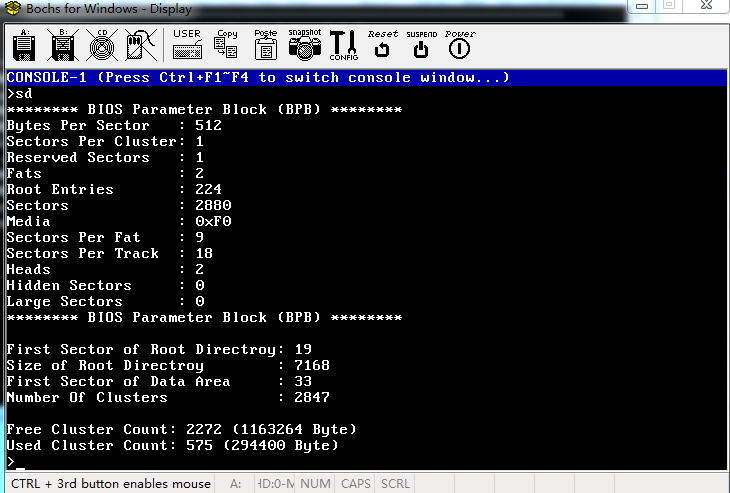 Bochs for Windows - Display
A: B: CD USER Copy Paste snapshot CONFIG Reset SUSPEND Power
CONSOLE-1 (Press Ctrl+F1~F4 to switch console window...)
>sd
******** BIOS Parameter Block (BPB) ********
Bytes Per Sector   : 512
Sectors Per Cluster: 1
Reserved Sectors   : 1
Fats               : 2
Root Entries       : 224
Sectors            : 2880
Media              : 0xF0
Sectors Per Fat    : 9
Sectors Per Track  : 18
Heads              : 2
Hidden Sectors     : 0
Large Sectors      : 0
******** BIOS Parameter Block (BPB) ********
First Sector of Root Directroy: 19
Size of Root Directroy        : 7168
First Sector of Data Area     : 33
Number Of Clusters            : 2847
Free Cluster Count: 2272 (1163264 Byte)
Used Cluster Count: 575 (294400 Byte)
>_
CTRL + 3rd button enables mouse A: HD:0-M NUM CAPS SCRL